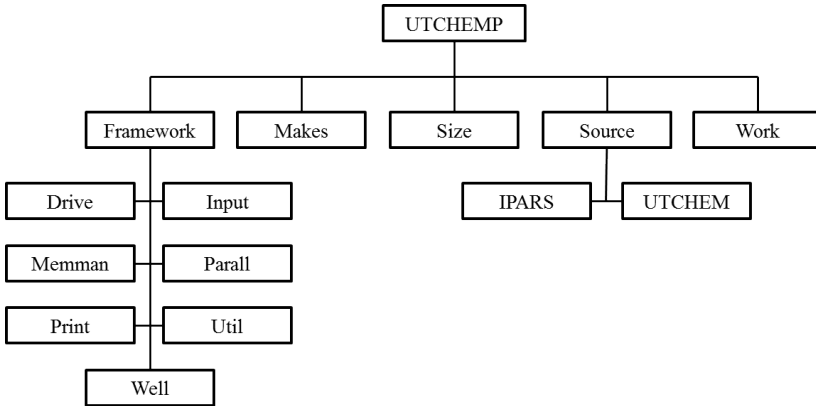 UTCHEMP
Framework
Makes
Size
Source
Work
Drive
Input
IPARS
UTCHEM
Memman
Parall
Print
Util
Well